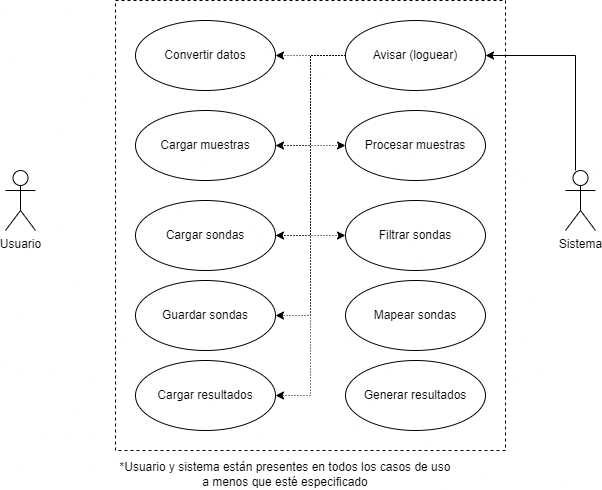 Convertir datos
Avisar (loguear)
Cargar muestras
Procesar muestras
Usuario
Cargar sondas
Filtrar sondas
Sistema
Guardar sondas
Mapear sondas
Cargar resultados
Generar resultados
*Usuario y sistema están presentes en todos los casos de uso
a menos que esté especificado